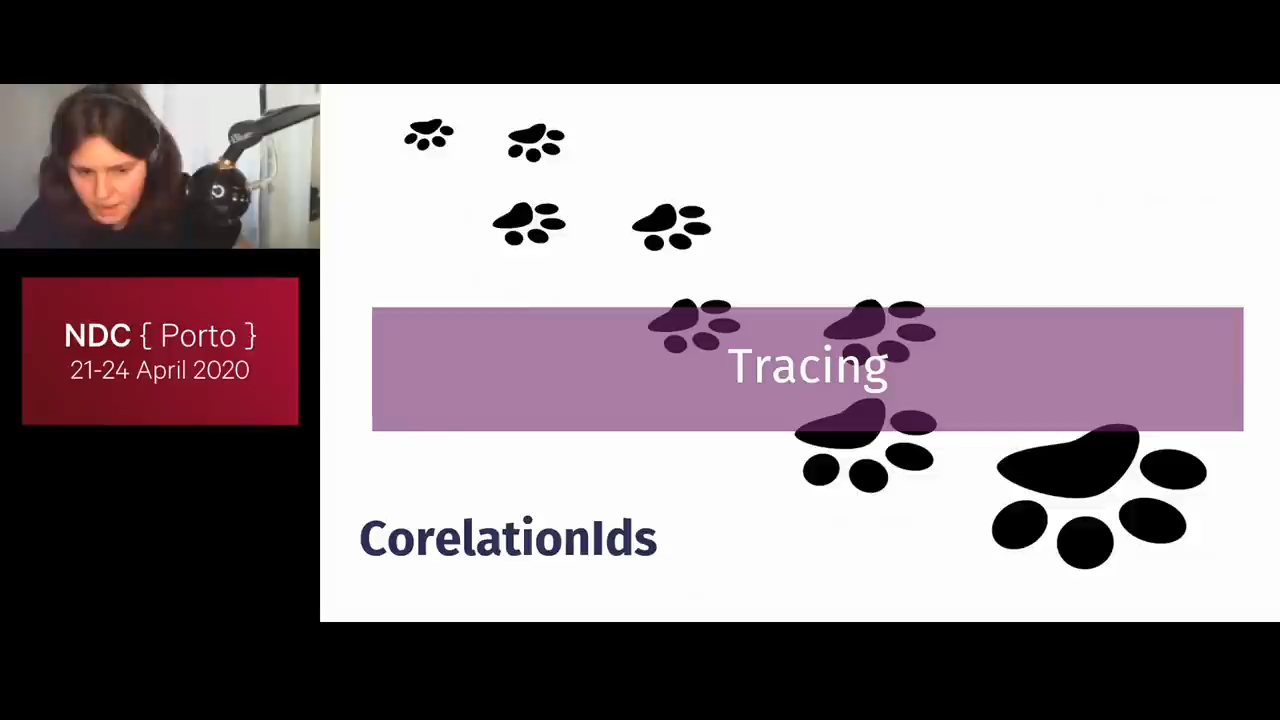 NDC { Porto }
21-24 April 2020
Tracing
CorelationIds